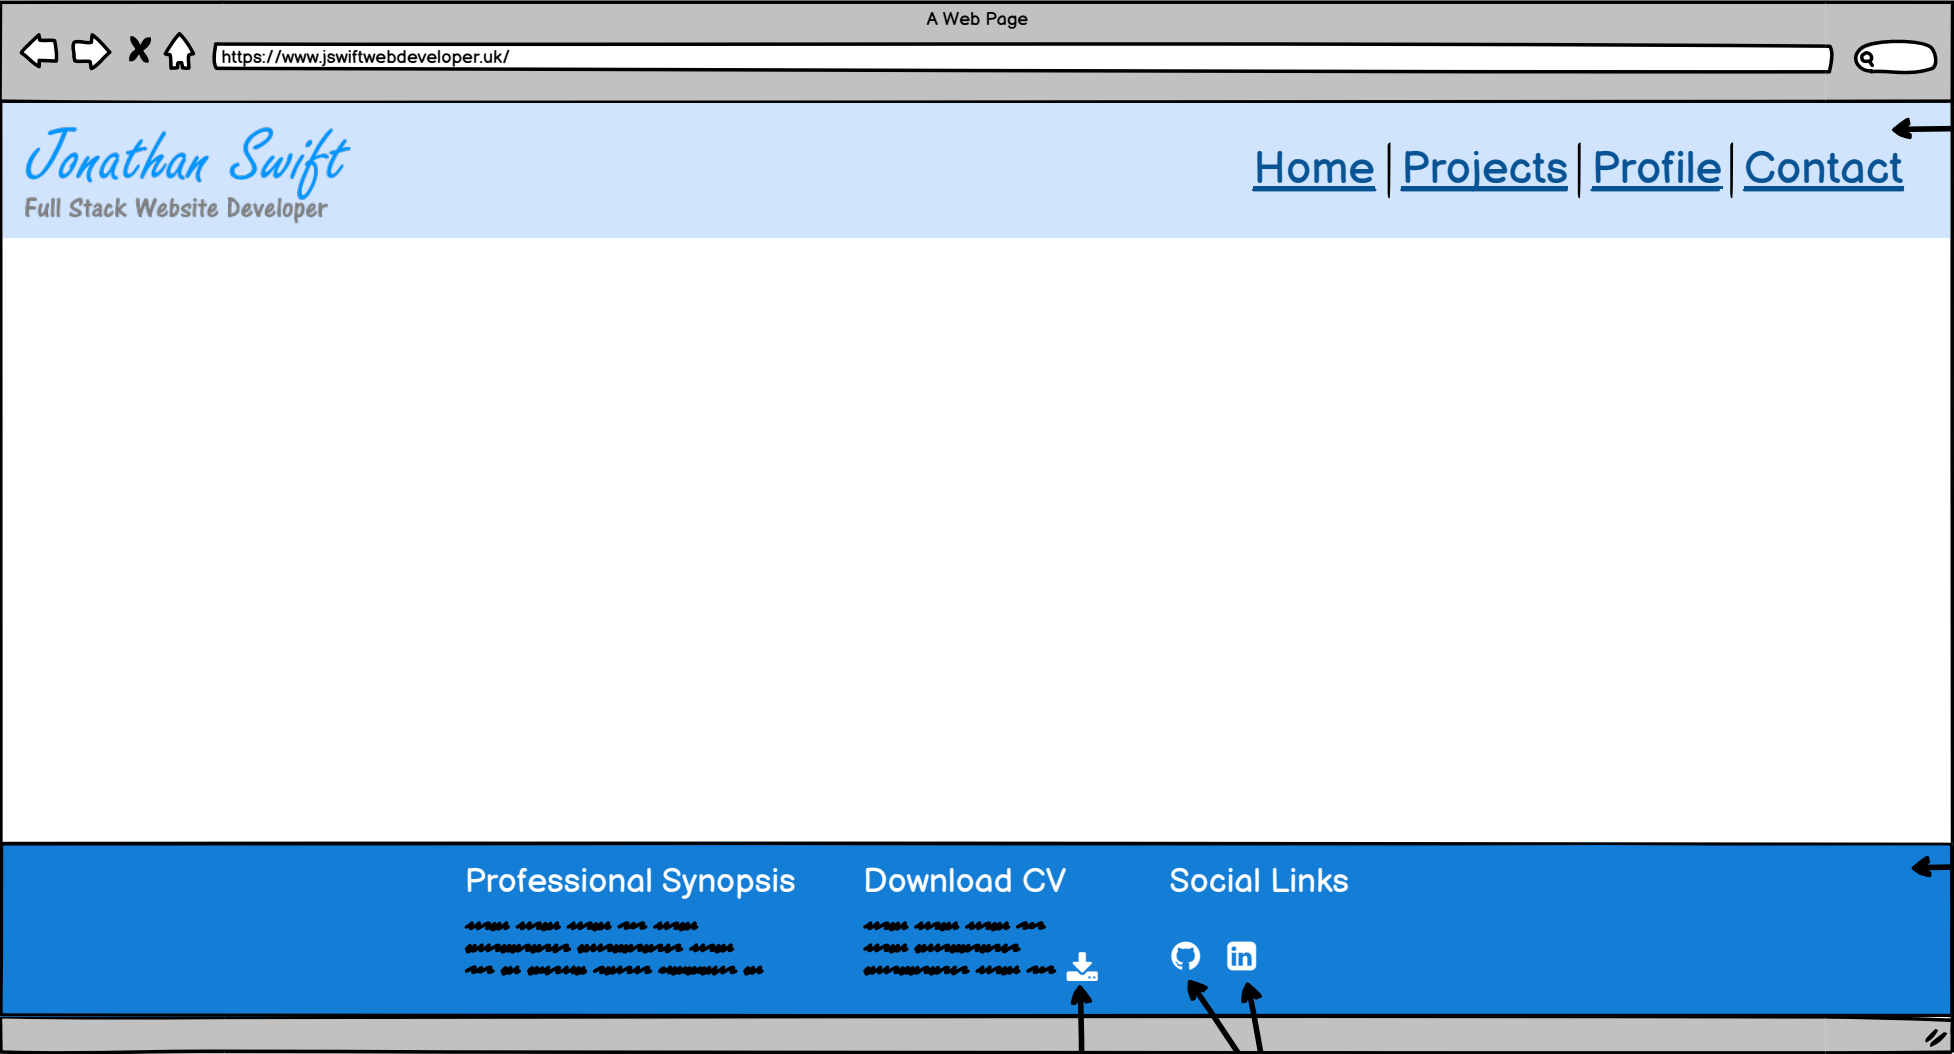 A Web Page
https://www.jswiftwebdeveloper.uk/
Jonathan Swift
Full Stack Website Developer
Home Projects Profile Contact
Professional Synopsis
Download CV
Social Links
in